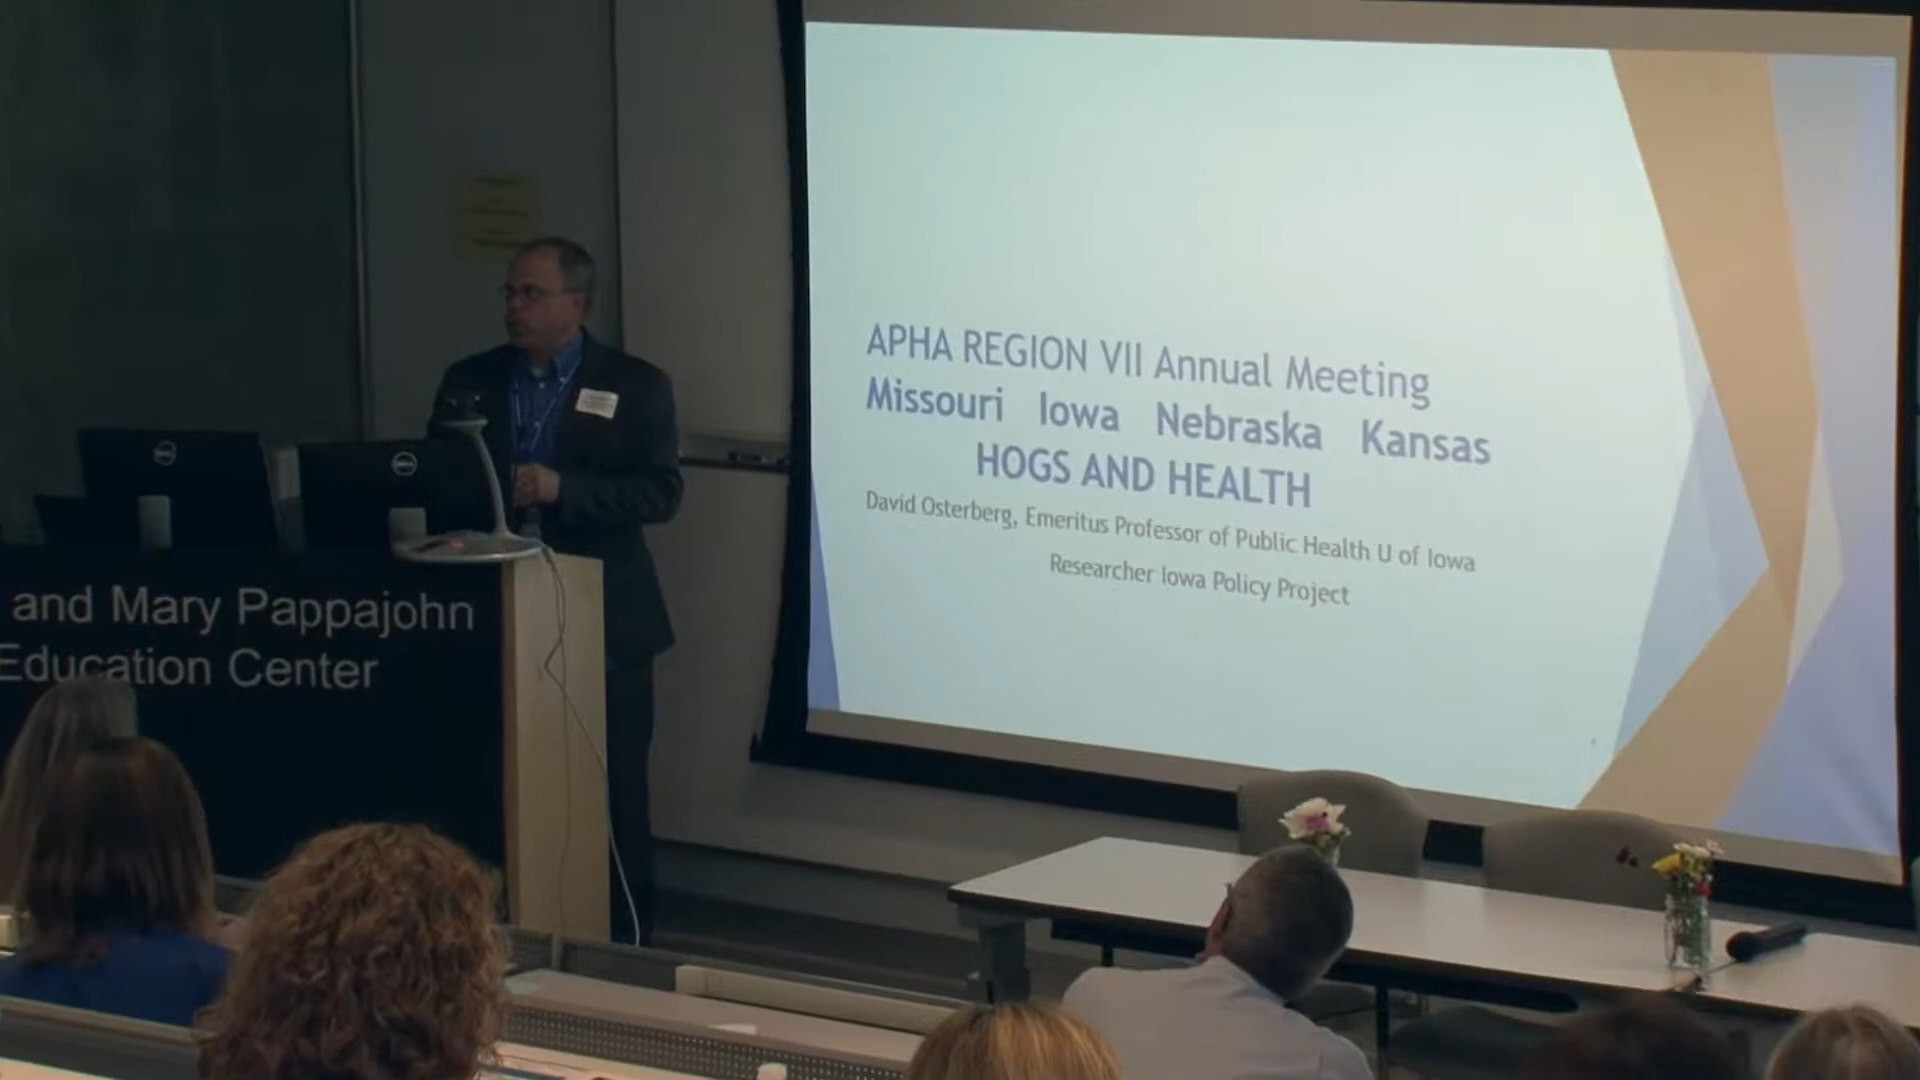 APHA REGION VII Annual Meeting
Missouri Iowa Nebraska Kansas
HOGS AND HEALTH
David Osterberg, Emeritus Professor of Public Health U of Iowa
Researcher Iowa Policy Project
and Mary Pappajohn
Education Center